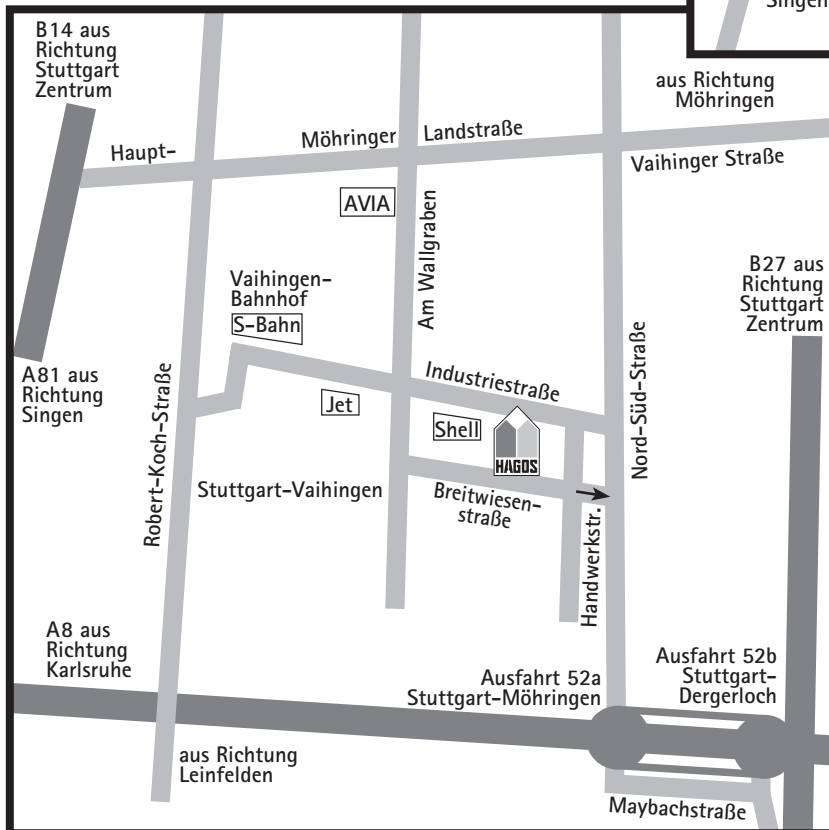 Singen
B14 aus
Richtung
Stuttgart
Zentrum
aus Richtung
Möhringen
Haupt-
Möhringer
Landstraße
Vaihinger Straße
AVIA
Am Wallgraben
Vaihingen-
Bahnhof
S-Bahn
B27 aus
Richtung
Stuttgart
Zentrum
A81 aus
Richtung
Singen
Robert-Koch-Straße
Industriestraße
Nord-Süd-Straße
Jet
Shell
HAGOS
Stuttgart-Vaihingen
Breitwiesen-
straße
Handwerkstr.
A8 aus
Richtung
Karlsruhe
Ausfahrt 52a
Stuttgart-Möhringen
Ausfahrt 52b
Stuttgart-
Dergerloch
aus Richtung
Leinfelden
Maybachstraße